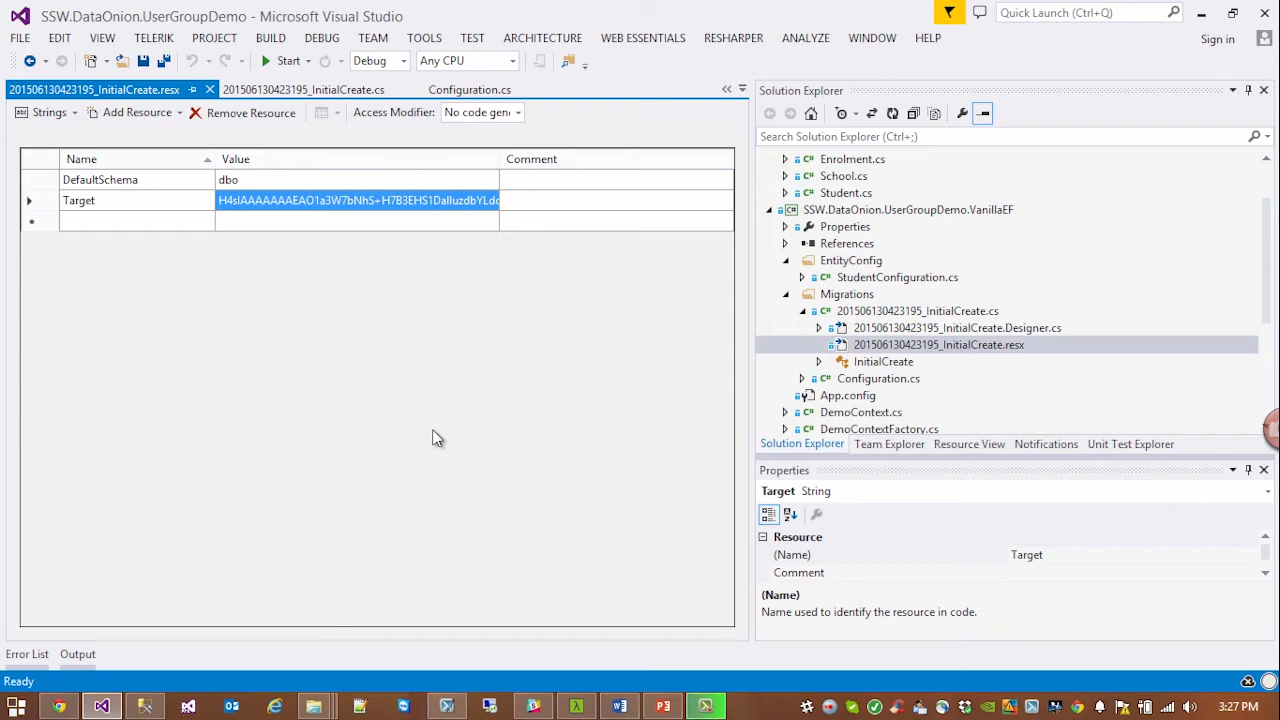 SSW.DataOnion.UserGroupDemo - Microsoft Visual Studio
Quick Launch (Ctrl+Q)
FILE EDIT VIEW TELERIK PROJECT BUILD DEBUG TEAM TOOLS TEST ARCHITECTURE WEB ESSENTIALS RESHARPER ANALYZE WINDOW HELP
Sign in
Start Debug Any CPU
201506130423195_InitialCreate.resx 201506130423195_InitialCreate.cs Configuration.cs
Strings Add Resource Remove Resource Access Modifier: No code gene
Name Value Comment
DefaultSchema dbo
Target
Solution Explorer
Search Solution Explorer (Ctrl+;)
Enrolment.cs
School.cs
Student.cs
SSW.DataOnion.UserGroupDemo.VanillaEF
Properties
References
EntityConfig
StudentConfiguration.cs
Migrations
201506130423195_InitialCreate.cs
201506130423195_InitialCreate.Designer.cs
201506130423195_InitialCreate.resx
InitialCreate
Configuration.cs
App.config
DemoContext.cs
DemoContextFactory.cs
Solution Explorer Team Explorer Resource View Notifications Unit Test Explorer
Properties
Target String
Resource
(Name) Target
Comment
(Name)
Name used to identify the resource in code.
Error List Output
Ready
3:27 PM